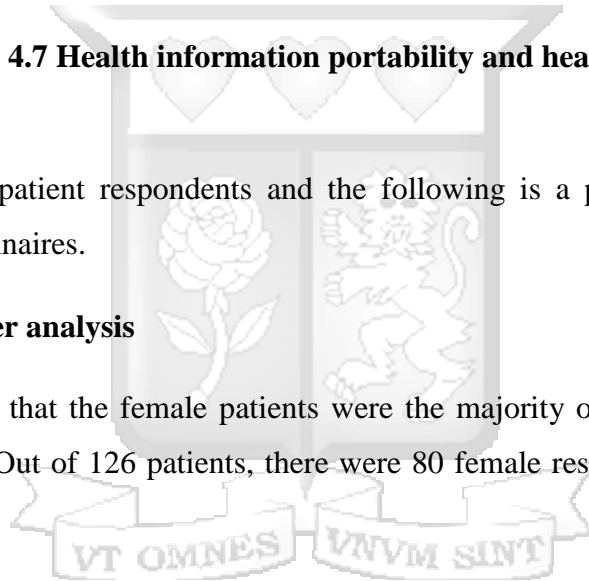 4.7 Health information portability and hea
patient respondents and the following is a p
naires.
er analysis
that the female patients were the majority o
Out of 126 patients, there were 80 female res
VT OMNES VNVM SINT